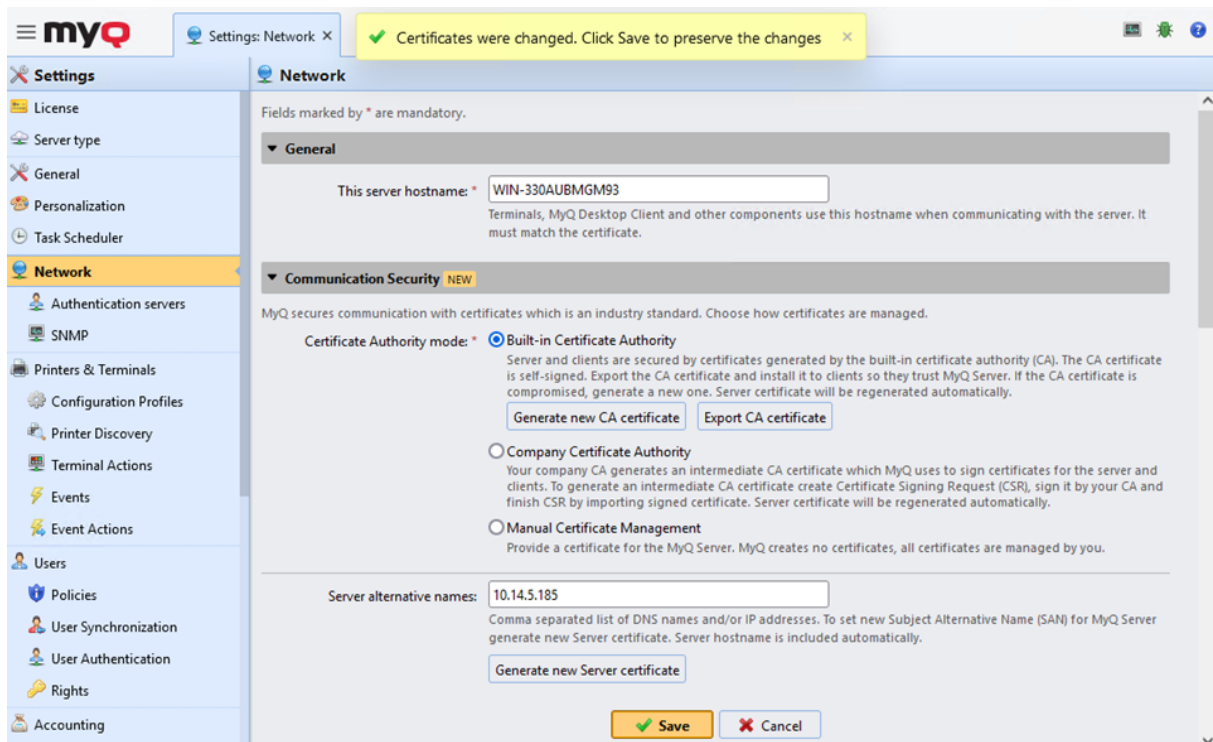 myQ
Settings: Network ×
Certificates were changed. Click Save to preserve the changes ×
Settings
License
Server type
General
Personalization
Task Scheduler
Network
Authentication servers
SNMP
Printers & Terminals
Configuration Profiles
Printer Discovery
Terminal Actions
Events
Event Actions
Users
Policies
User Synchronization
User Authentication
Rights
Accounting
Network
Fields marked by * are mandatory.
General
This server hostname: * WIN-330AUBMGM93
Terminals, MyQ Desktop Client and other components use this hostname when communicating with the server. It
must match the certificate.
Communication Security NEW
MyQ secures communication with certificates which is an industry standard. Choose how certificates are managed.
Certificate Authority mode: * Built-in Certificate Authority
Server and clients are secured by certificates generated by the built-in certificate authority (CA). The CA certificate
is self-signed. Export the CA certificate and install it to clients so they trust MyQ Server. If the CA certificate is
compromised, generate a new one. Server certificate will be regenerated automatically.
Generate new CA certificate Export CA certificate
Company Certificate Authority
Your company CA generates an intermediate CA certificate which MyQ uses to sign certificates for the server and
clients. To generate an intermediate CA certificate create Certificate Signing Request (CSR), sign it by your CA and
finish CSR by importing signed certificate. Server certificate will be regenerated automatically.
Manual Certificate Management
Provide a certificate for the MyQ Server. MyQ creates no certificates, all certificates are managed by you.
Server alternative names: 10.14.5.185
Comma separated list of DNS names and/or IP addresses. To set new Subject Alternative Name (SAN) for MyQ Server
generate new Server certificate. Server hostname is included automatically.
Generate new Server certificate
Save Cancel